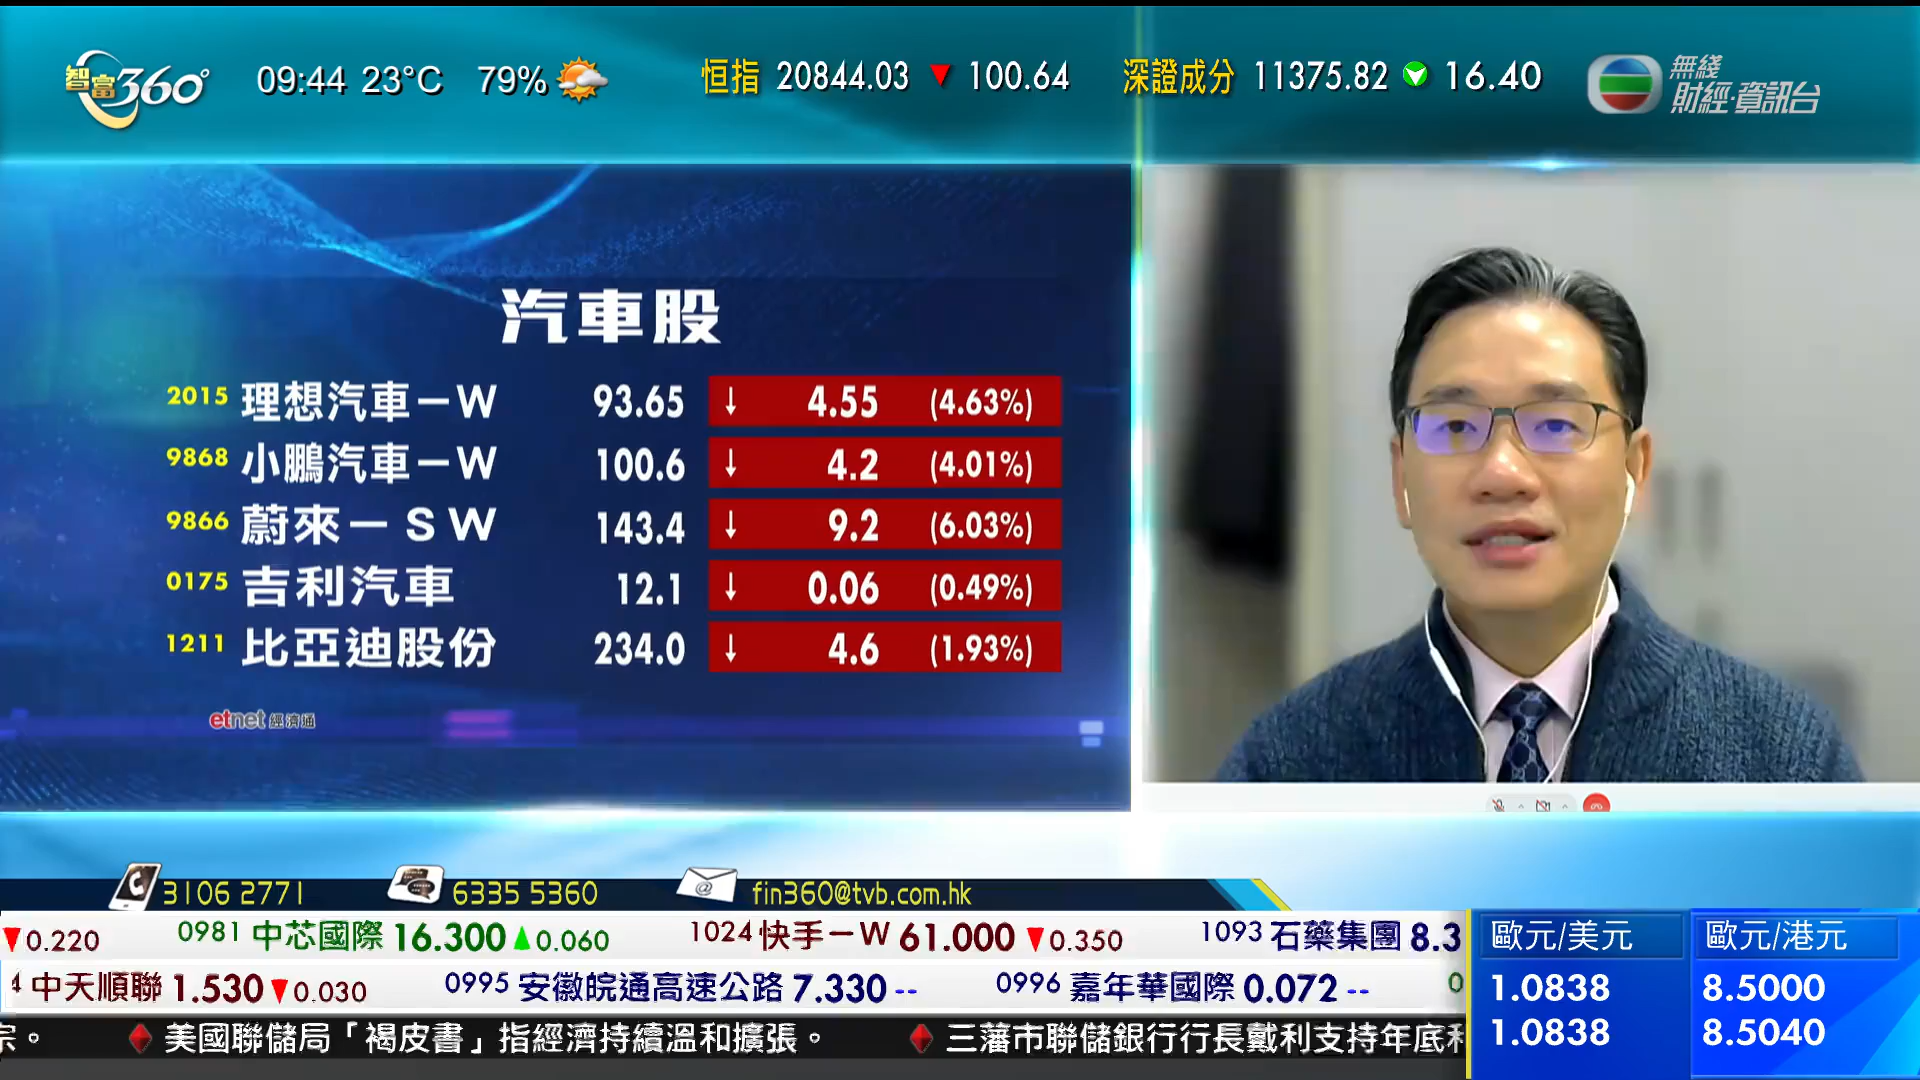 智富360°
09:44 23°C 79%
恒指 20844.03 ▼ 100.64
深證成分 11375.82 16.40
無綫
財經·資訊台
汽車股
2015 理想汽車－W 93.65 ↓ 4.55 (4.63%)
9868 小鵬汽車－W 100.6 ↓ 4.2 (4.01%)
9866 蔚來－ＳＷ 143.4 ↓ 9.2 (6.03%)
0175 吉利汽車 12.1 ↓ 0.06 (0.49%)
1211 比亞迪股份 234.0 ↓ 4.6 (1.93%)
etnet 經濟通
3106 2771 6335 5360 fin360@tvb.com.hk
▼0.220 0981 中芯國際 16.300 ▲0.060 1024 快手－W 61.000 ▼0.350 1093 石藥集團 8.3
4 中天順聯 1.530 ▼0.030 0995 安徽皖通高速公路 7.330 -- 0996 嘉年華國際 0.072 -- 0
。 ♦ 美國聯儲局「褐皮書」指經濟持續溫和擴張。 ♦ 三藩市聯儲銀行行長戴利支持年底
歐元/美元
1.0838
1.0838
歐元/港元
8.5000
8.5040